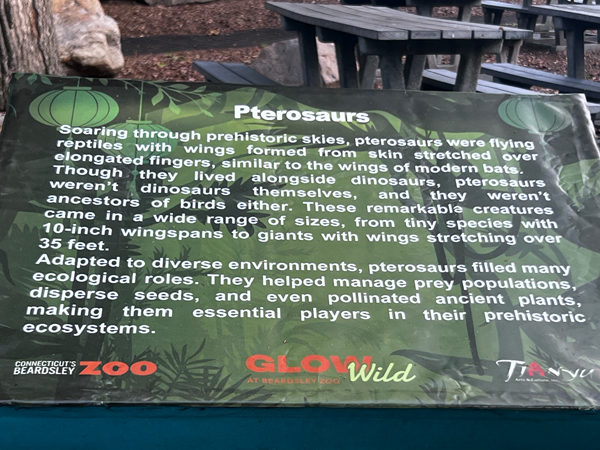 Pterosaurs
Soaring through prehistoric skies, pterosaurs were flying
reptiles with wings formed from skin stretched over
elongated fingers, similar to the wings of modern bats.
Though they lived alongside dinosaurs, pterosaurs
weren't dinosaurs themselves, and they weren't
ancestors of birds either. These remarkable creatures
came in a wide range of sizes, from tiny species with
10-inch wingspans to giants with wings stretching over
35 feet.
Adapted to diverse environments, pterosaurs filled many
ecological roles. They helped manage prey populations,
disperse seeds, and even pollinated ancient plants,
making them essential players in their prehistoric
ecosystems.
CONNECTICUT'S
BEARDSLEY ZOO
GLOW Wild
AT BEARDSLEY ZOO
TIANYU